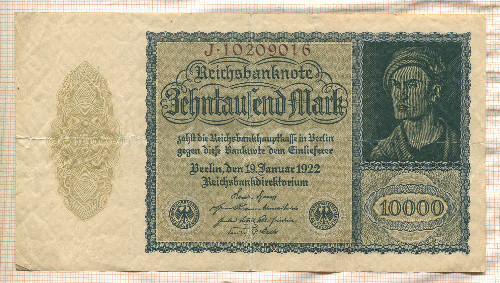 J·10209016
Reichsbanknote
Zehntausend Mark
zahlt die Reichsbankhauptkasse in Berlin
gegen diese Banknote dem Einlieferer
Berlin, den 19. Januar 1922
Reichsbankdirektorium
10000